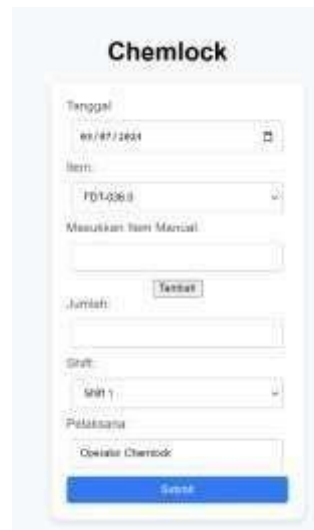 Chemlock
Tanggal
Item:
Masukkan Item Manual:
Tambah
Jumlah:
Shift:
Shift 1
Pelaksana
Operator Chemlock
Submit